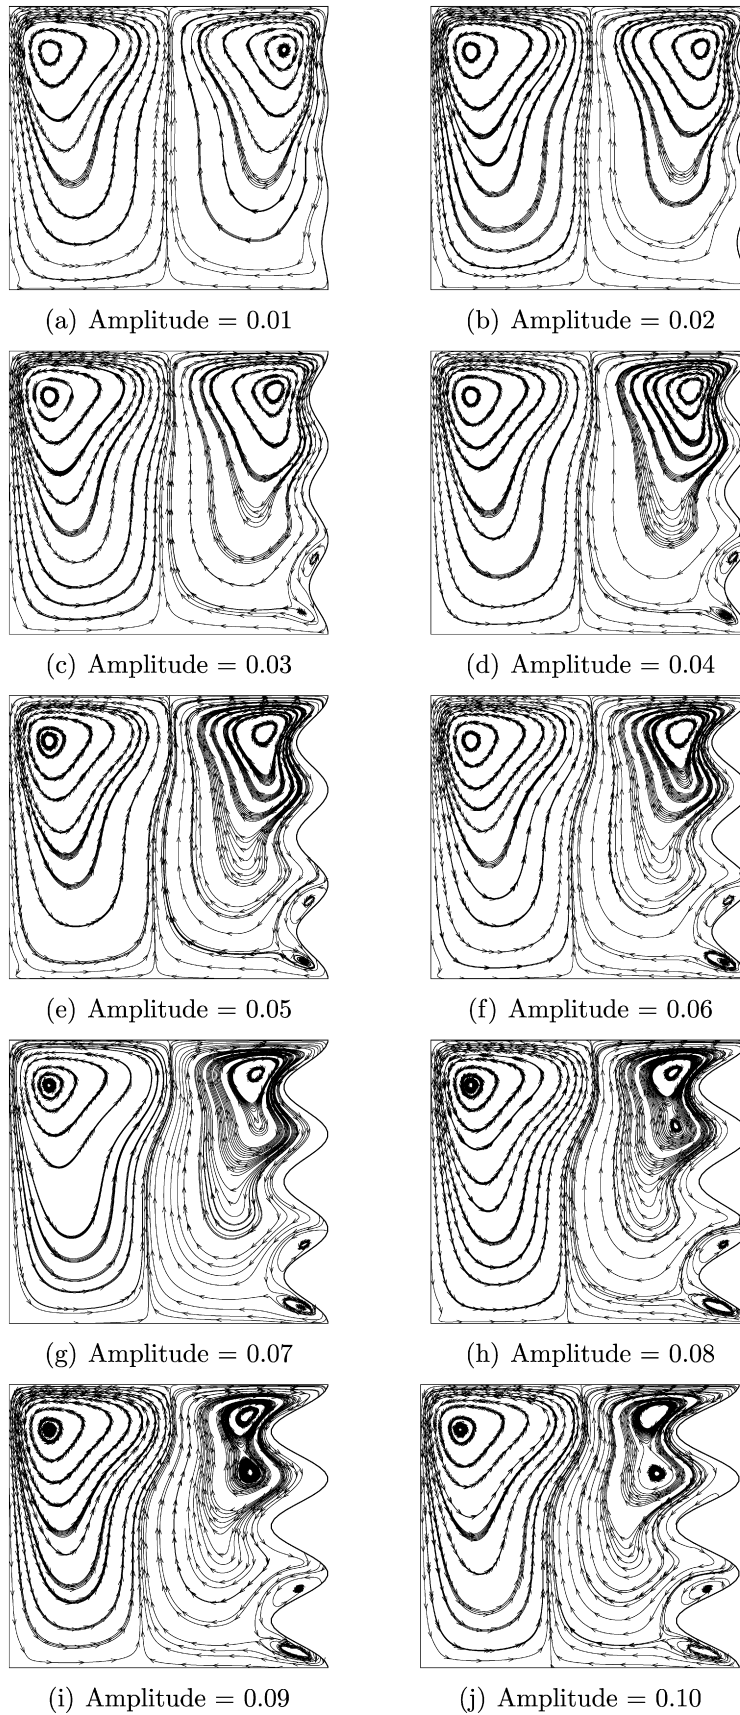 (a) Amplitude = 0.01
(b) Amplitude = 0.02
(c) Amplitude = 0.03
(d) Amplitude = 0.04
(e) Amplitude = 0.05
(f) Amplitude = 0.06
(g) Amplitude = 0.07
(h) Amplitude = 0.08
(i) Amplitude = 0.09
(j) Amplitude = 0.10